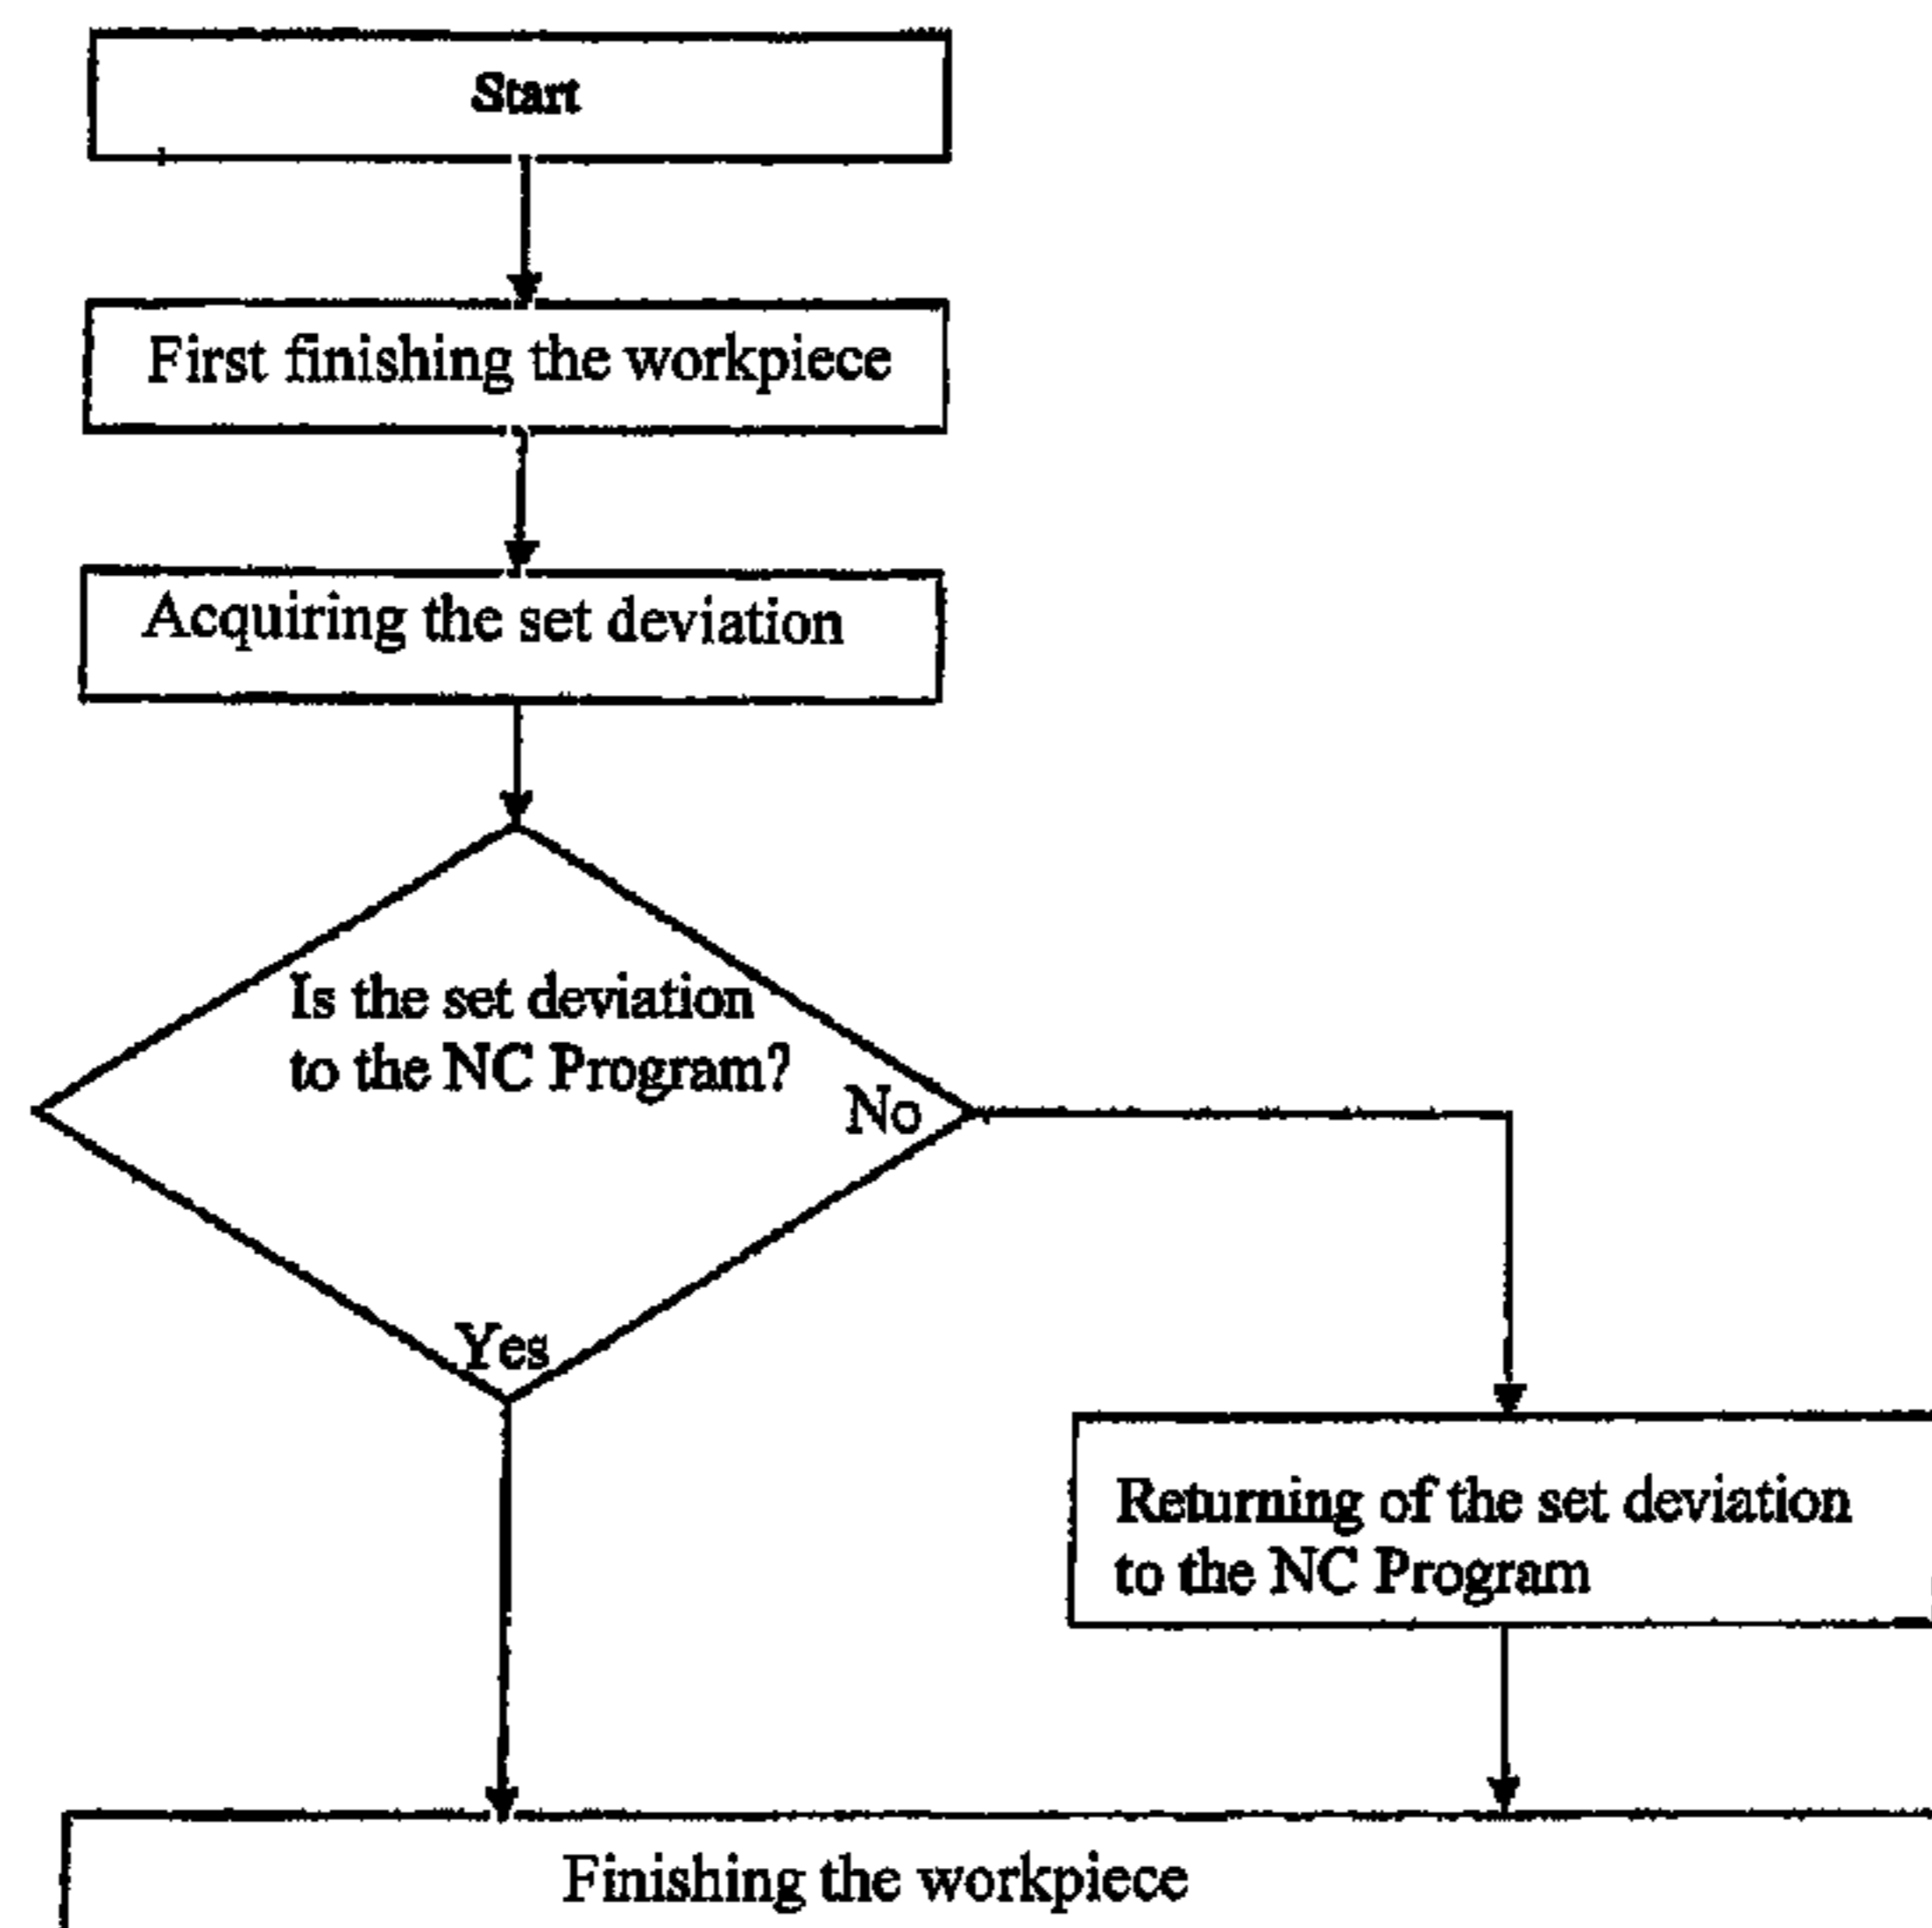 Start
First finishing the workpiece
Acquiring the set deviation
Is the set deviation
to the NC Program?
No
Yes
Returning of the set deviation
to the NC Program
Finishing the workpiece